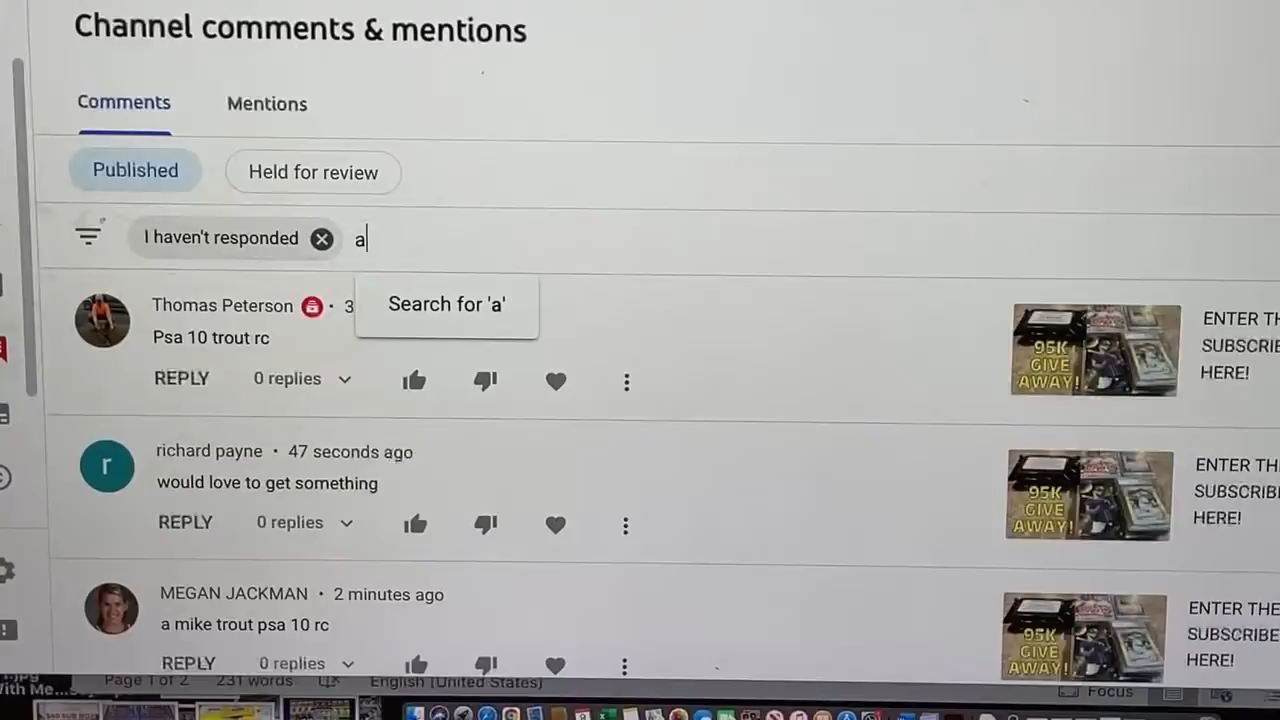 Channel comments & mentions
Comments
Mentions
Published
Held for review
I haven't responded
a
Search for 'a'
Thomas Peterson · 3
Psa 10 trout rc
REPLY
0 replies
95K
GIVE
AWAY!
ENTER TH
SUBSCRIE
HERE!
richard payne · 47 seconds ago
r
would love to get something
REPLY
0 replies
95K
GIVE
AWAY!
ENTER TH
SUBSCRIB
HERE!
MEGAN JACKMAN · 2 minutes ago
a mike trout psa 10 rc
REPLY
0 replies
95K
GIVE
AWAY!
ENTER THE
SUBSCRIBE
HERE!
Page 1 of 2
231 words
English (United States)
Focus
With Me...